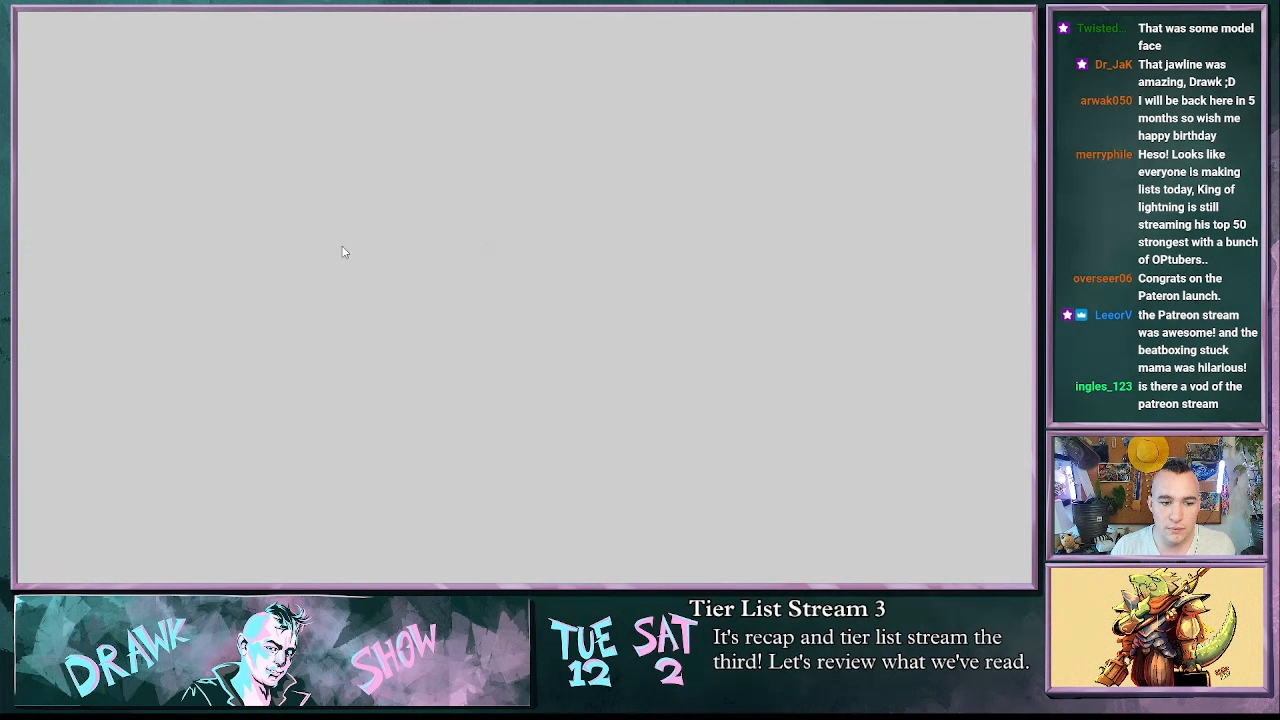 Twisted... That was some model
face
Dr_JaK That jawline was
amazing, Drawk ;D
arwak050 I will be back here in 5
months so wish me
happy birthday
merryphile Heso! Looks like
everyone is making
lists today, King of
lightning is still
streaming his top 50
strongest with a bunch
of OPtubers..
overseer06 Congrats on the
Pateron launch.
LeeorV the Patreon stream
was awesome! and the
beatboxing stuck
mama was hilarious!
ingles_123 is there a vod of the
patreon stream
DRAWK SHOW
TUE SAT
12 2
Tier List Stream 3
It's recap and tier list stream the
third! Let's review what we've read.